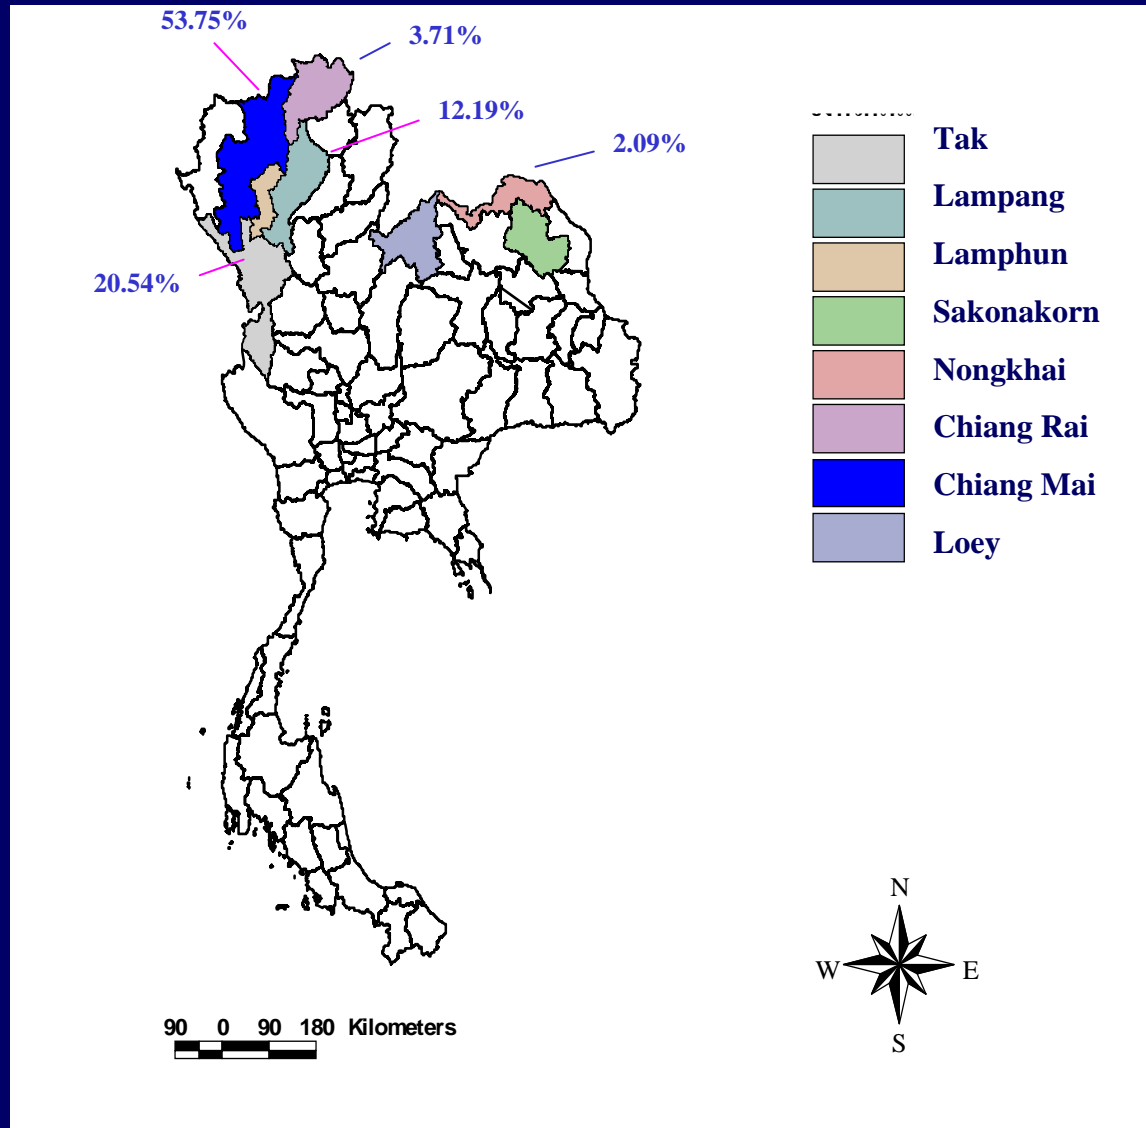 53.75%
3.71%
12.19%
2.09%
20.54%
Tak
Lampang
Lamphun
Sakonakorn
Nongkhai
Chiang Rai
Chiang Mai
Loey
N
W
E
S
90 0 90 180 Kilometers